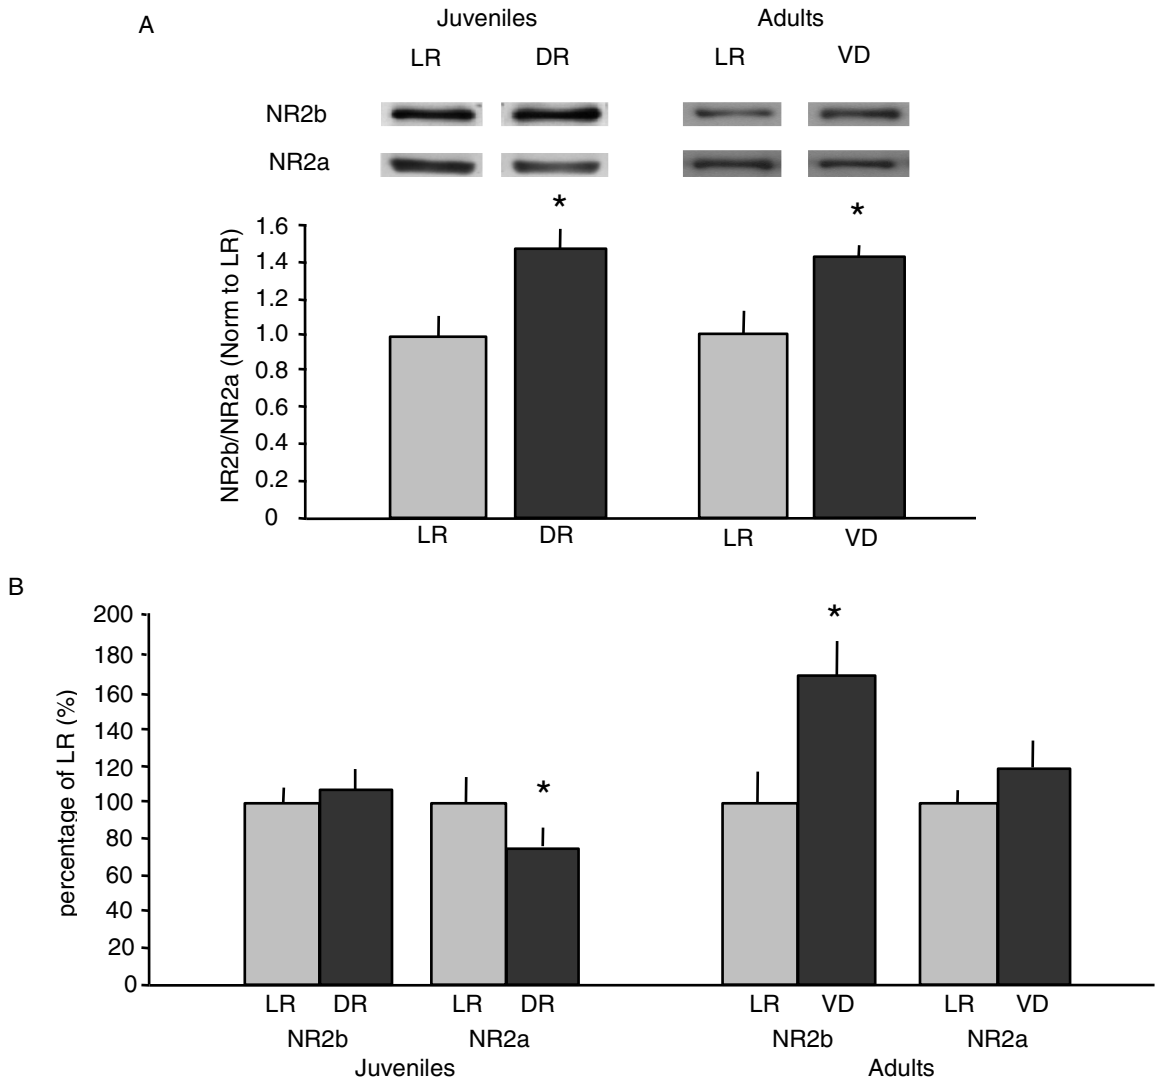 A
Juveniles Adults
LR DR LR VD
NR2b
NR2a
* *
NR2b/NR2a (Norm to LR)
1.6
1.4
1.2
1.0
0.8
0.6
0.4
0.2
0
LR DR LR VD
B
percentage of LR (%)
200
180
160
140
120
100
80
60
40
20
0
* *
LR DR LR DR LR VD LR VD
NR2b NR2a NR2b NR2a
Juveniles Adults